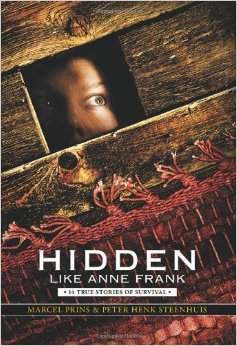 HIDDEN
LIKE ANNE FRANK
• 14 TRUE STORIES OF SURVIVAL •
MARCEL PRINS & PETER HENK STEENHUIS